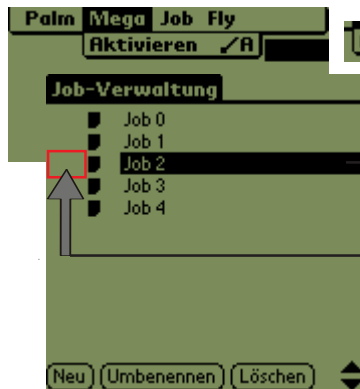 Palm Mega Job Fly
Aktivieren /A
Job-Verwaltung
Job 0
Job 1
Job 2
Job 3
Job 4
Neu Umbenennen Löschen